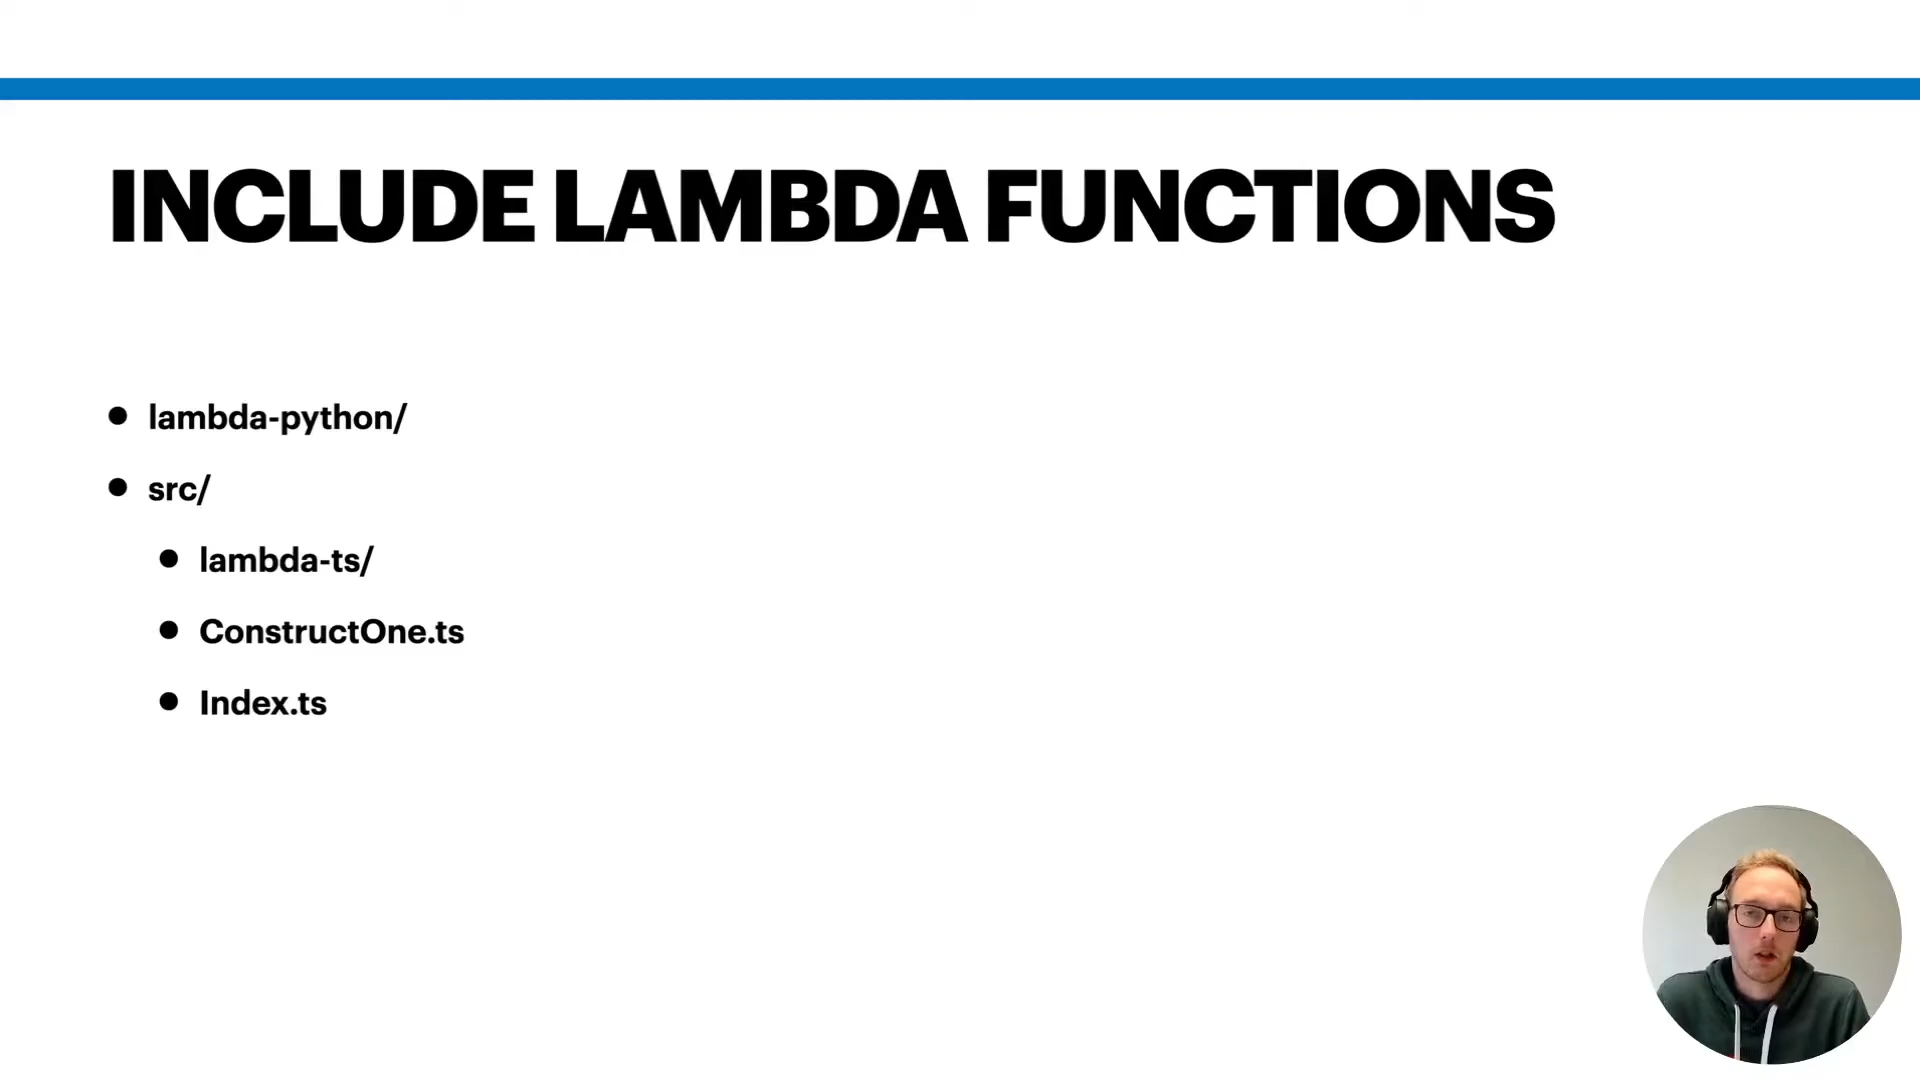 INCLUDE LAMBDA FUNCTIONS
lambda-python/
src/
lambda-ts/
ConstructOne.ts
Index.ts